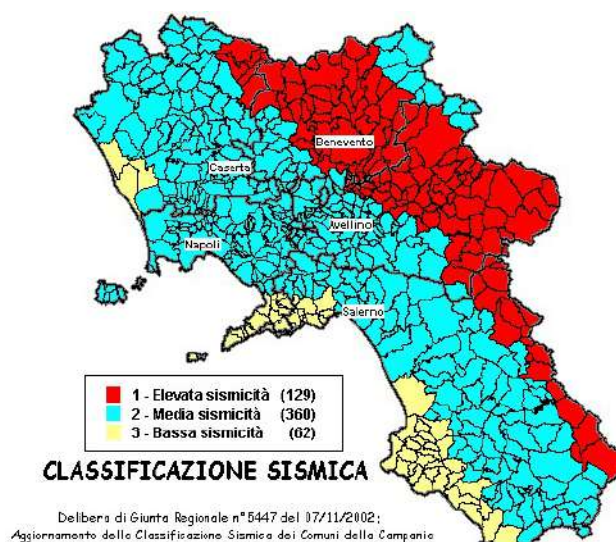 Benevento
Caserta
Avellino
Napoli
Salerno
1 - Elevata sismicità (129)
2 - Media sismicità (360)
3 - Bassa sismicità (62)
CLASSIFICAZIONE SISMICA
Delibera di Giunta Regionale n°5447 del 07/11/2002;
Aggiornamento della Classificazione Sismica dei Comuni della Campania